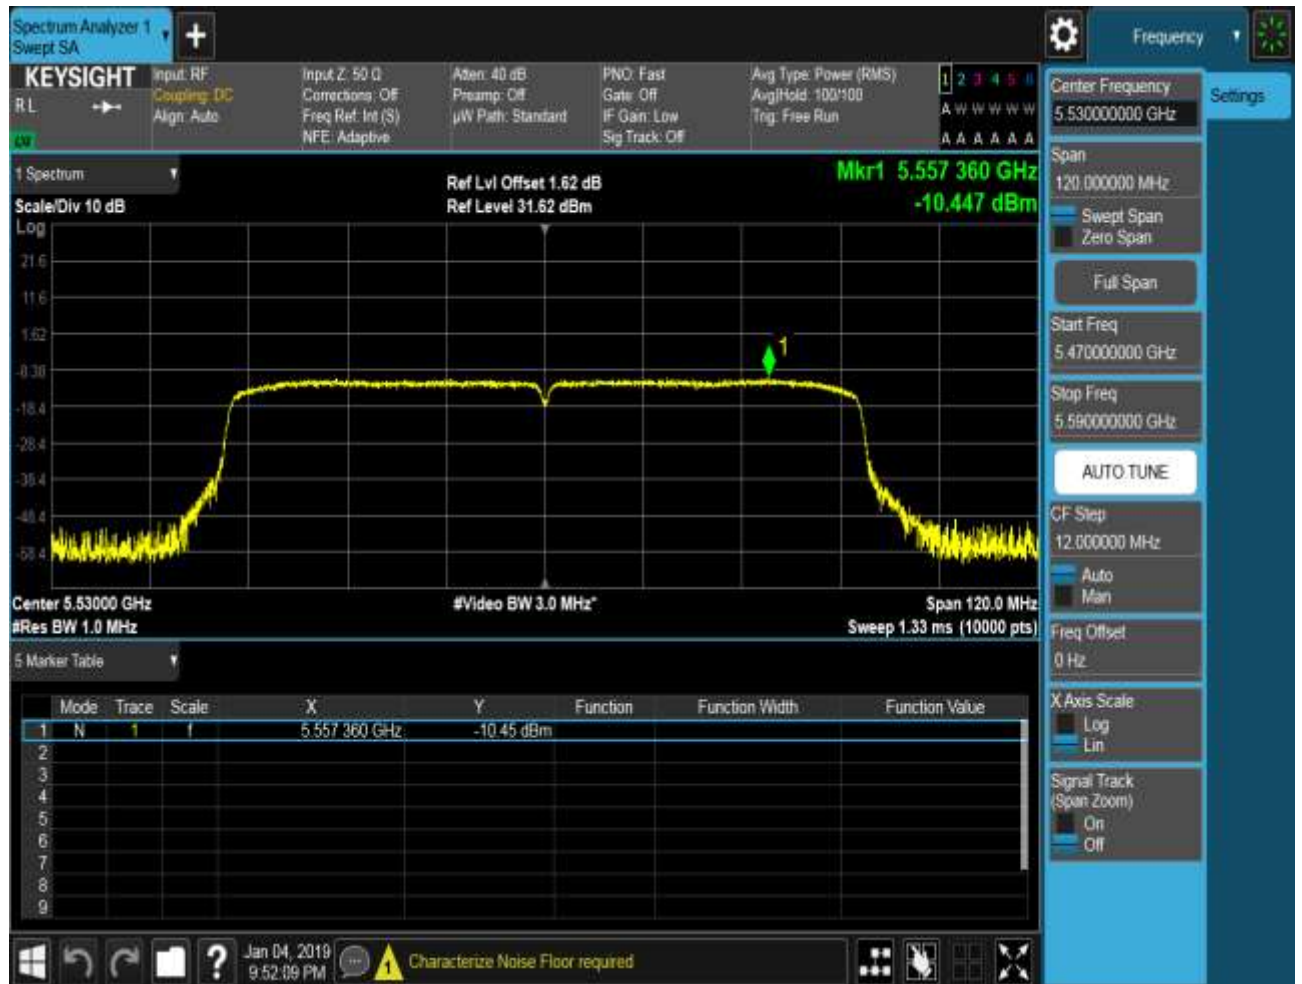 Spectrum Analyzer 1
Swept SA
+
Frequency
KEYSIGHT
RL
Input: RF
Coupling: DC
Align: Auto
Input Z: 50 Ω
Corrections: Off
Freq Ref: Int (S)
NFE: Adaptive
Atten: 40 dB
Preamp: Off
µW Path: Standard
PNO: Fast
Gate: Off
IF Gain: Low
Sig Track: Off
Avg Type: Power (RMS)
Avg|Hold: 100/100
Trig: Free Run
1 2 3 4 5 6
A W W W W W
A A A A A A
1 Spectrum
Scale/Div 10 dB
Log
Ref Lvl Offset 1.62 dB
Ref Level 31.62 dBm
Mkr1 5.557 360 GHz
-10.447 dBm
21.6
11.6
1.62
-8.38
-18.4
-28.4
-38.4
-48.4
-58.4
1
Center 5.53000 GHz
#Res BW 1.0 MHz
#Video BW 3.0 MHz*
Span 120.0 MHz
Sweep 1.33 ms (10000 pts)
5 Marker Table
Mode Trace Scale X Y Function Function Width Function Value
1 N 1 f 5.557 360 GHz -10.45 dBm
2
3
4
5
6
7
8
9
Jan 04, 2019
9:52:09 PM
?
1
Characterize Noise Floor required
Settings
Center Frequency
5.530000000 GHz
Span
120.000000 MHz
Swept Span
Zero Span
Full Span
Start Freq
5.470000000 GHz
Stop Freq
5.590000000 GHz
AUTO TUNE
CF Step
12.000000 MHz
Auto
Man
Freq Offset
0 Hz
X Axis Scale
Log
Lin
Signal Track
(Span Zoom)
On
Off